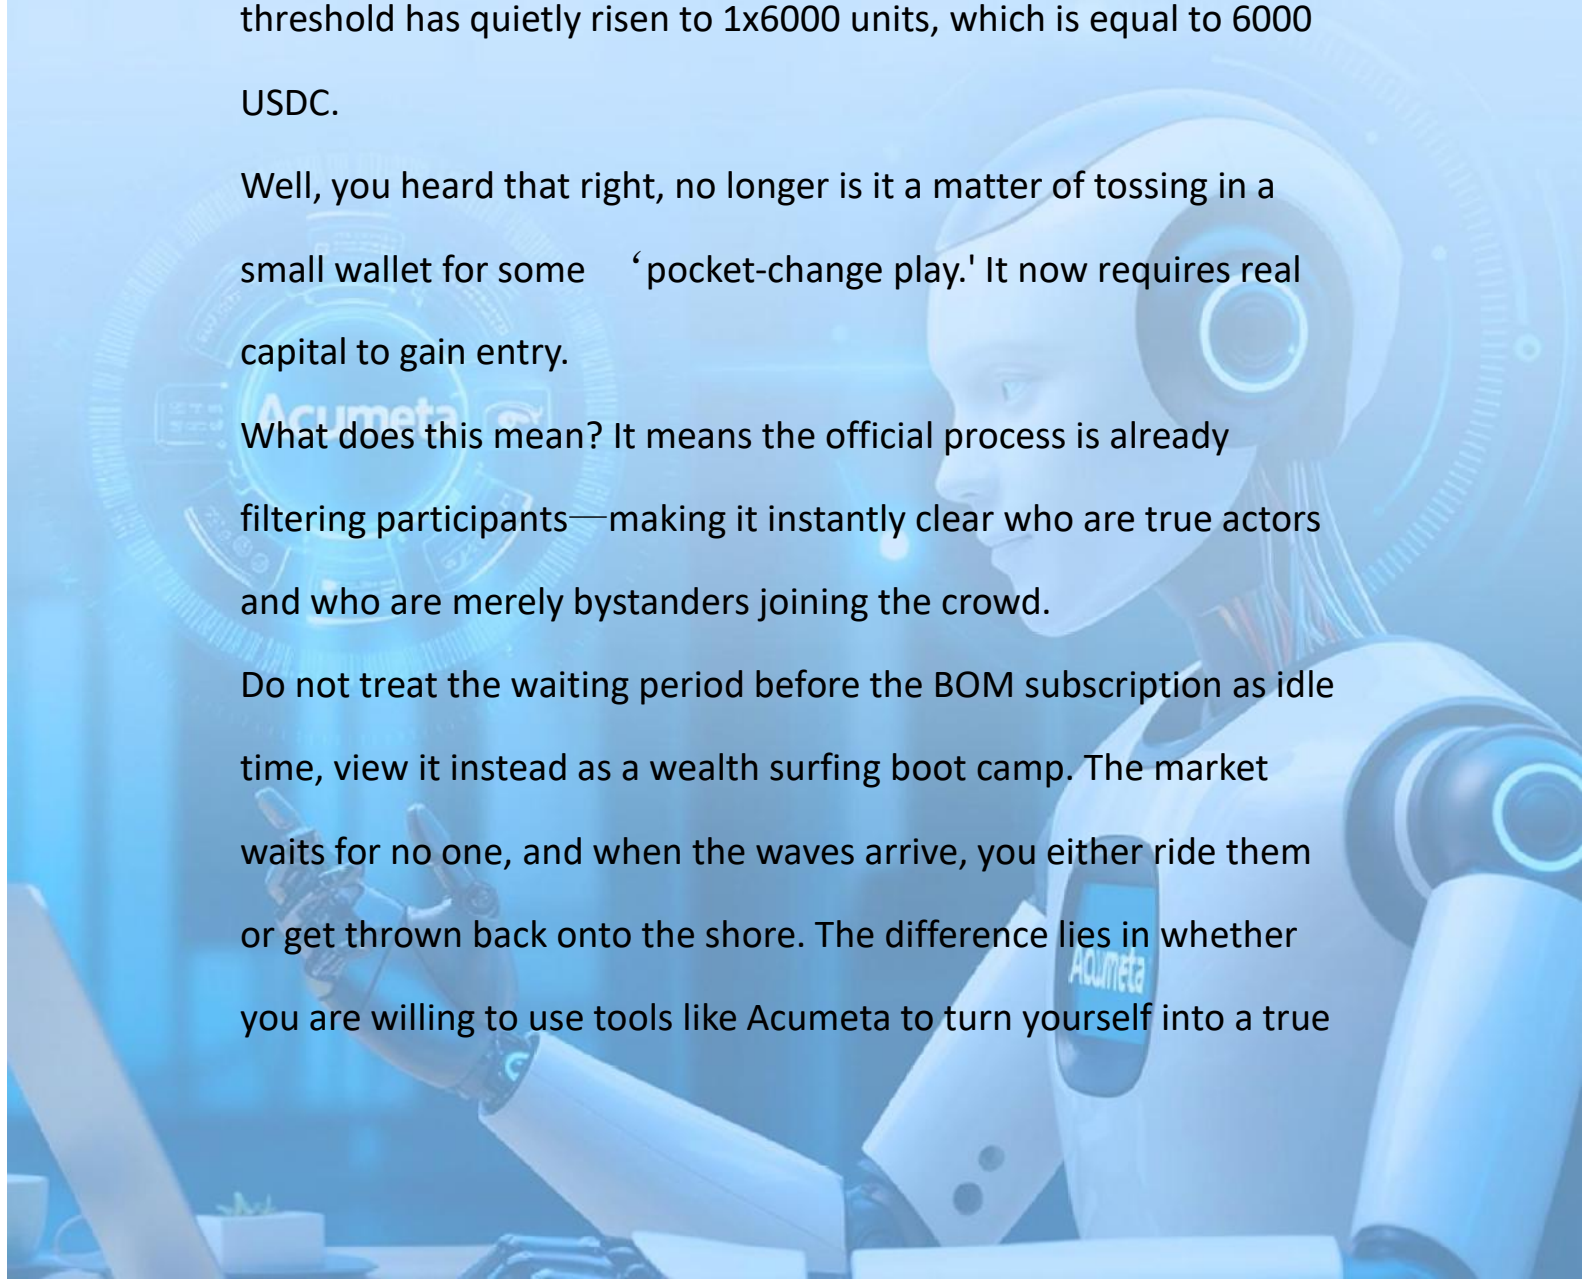 threshold has quietly risen to 1x6000 units, which is equal to 6000
USDC.
Well, you heard that right, no longer is it a matter of tossing in a
small wallet for some ‘pocket-change play.' It now requires real
capital to gain entry.
Acumeta
What does this mean? It means the official process is already
filtering participants—making it instantly clear who are true actors
and who are merely bystanders joining the crowd.
Do not treat the waiting period before the BOM subscription as idle
time, view it instead as a wealth surfing boot camp. The market
waits for no one, and when the waves arrive, you either ride them
or get thrown back onto the shore. The difference lies in whether
Acumeta
you are willing to use tools like Acumeta to turn yourself into a true